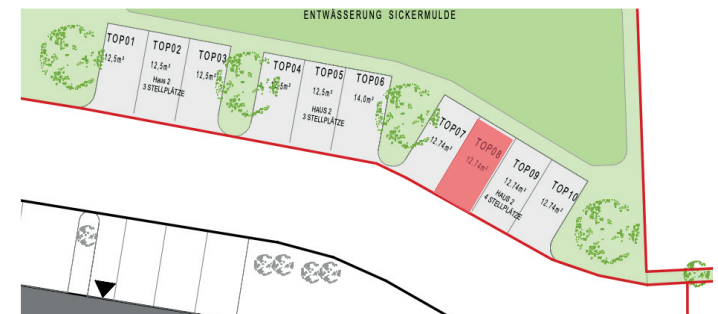 ENTWÄSSERUNG SICKERMULDE
TOP01
12,5m²
TOP02
12,5m²
Haus 2
3 STELLPLÄTZE
TOP03
12,5m²
TOP04
12,5m²
TOP05
12,5m²
HAUS 2
3 STELLPLÄTZE
TOP06
14,0m²
TOP07
12.74m²
TOP08
12.74m²
TOP09
12.74m²
HAUS 2
4 STELLPLÄTZE
TOP10
12.74m²